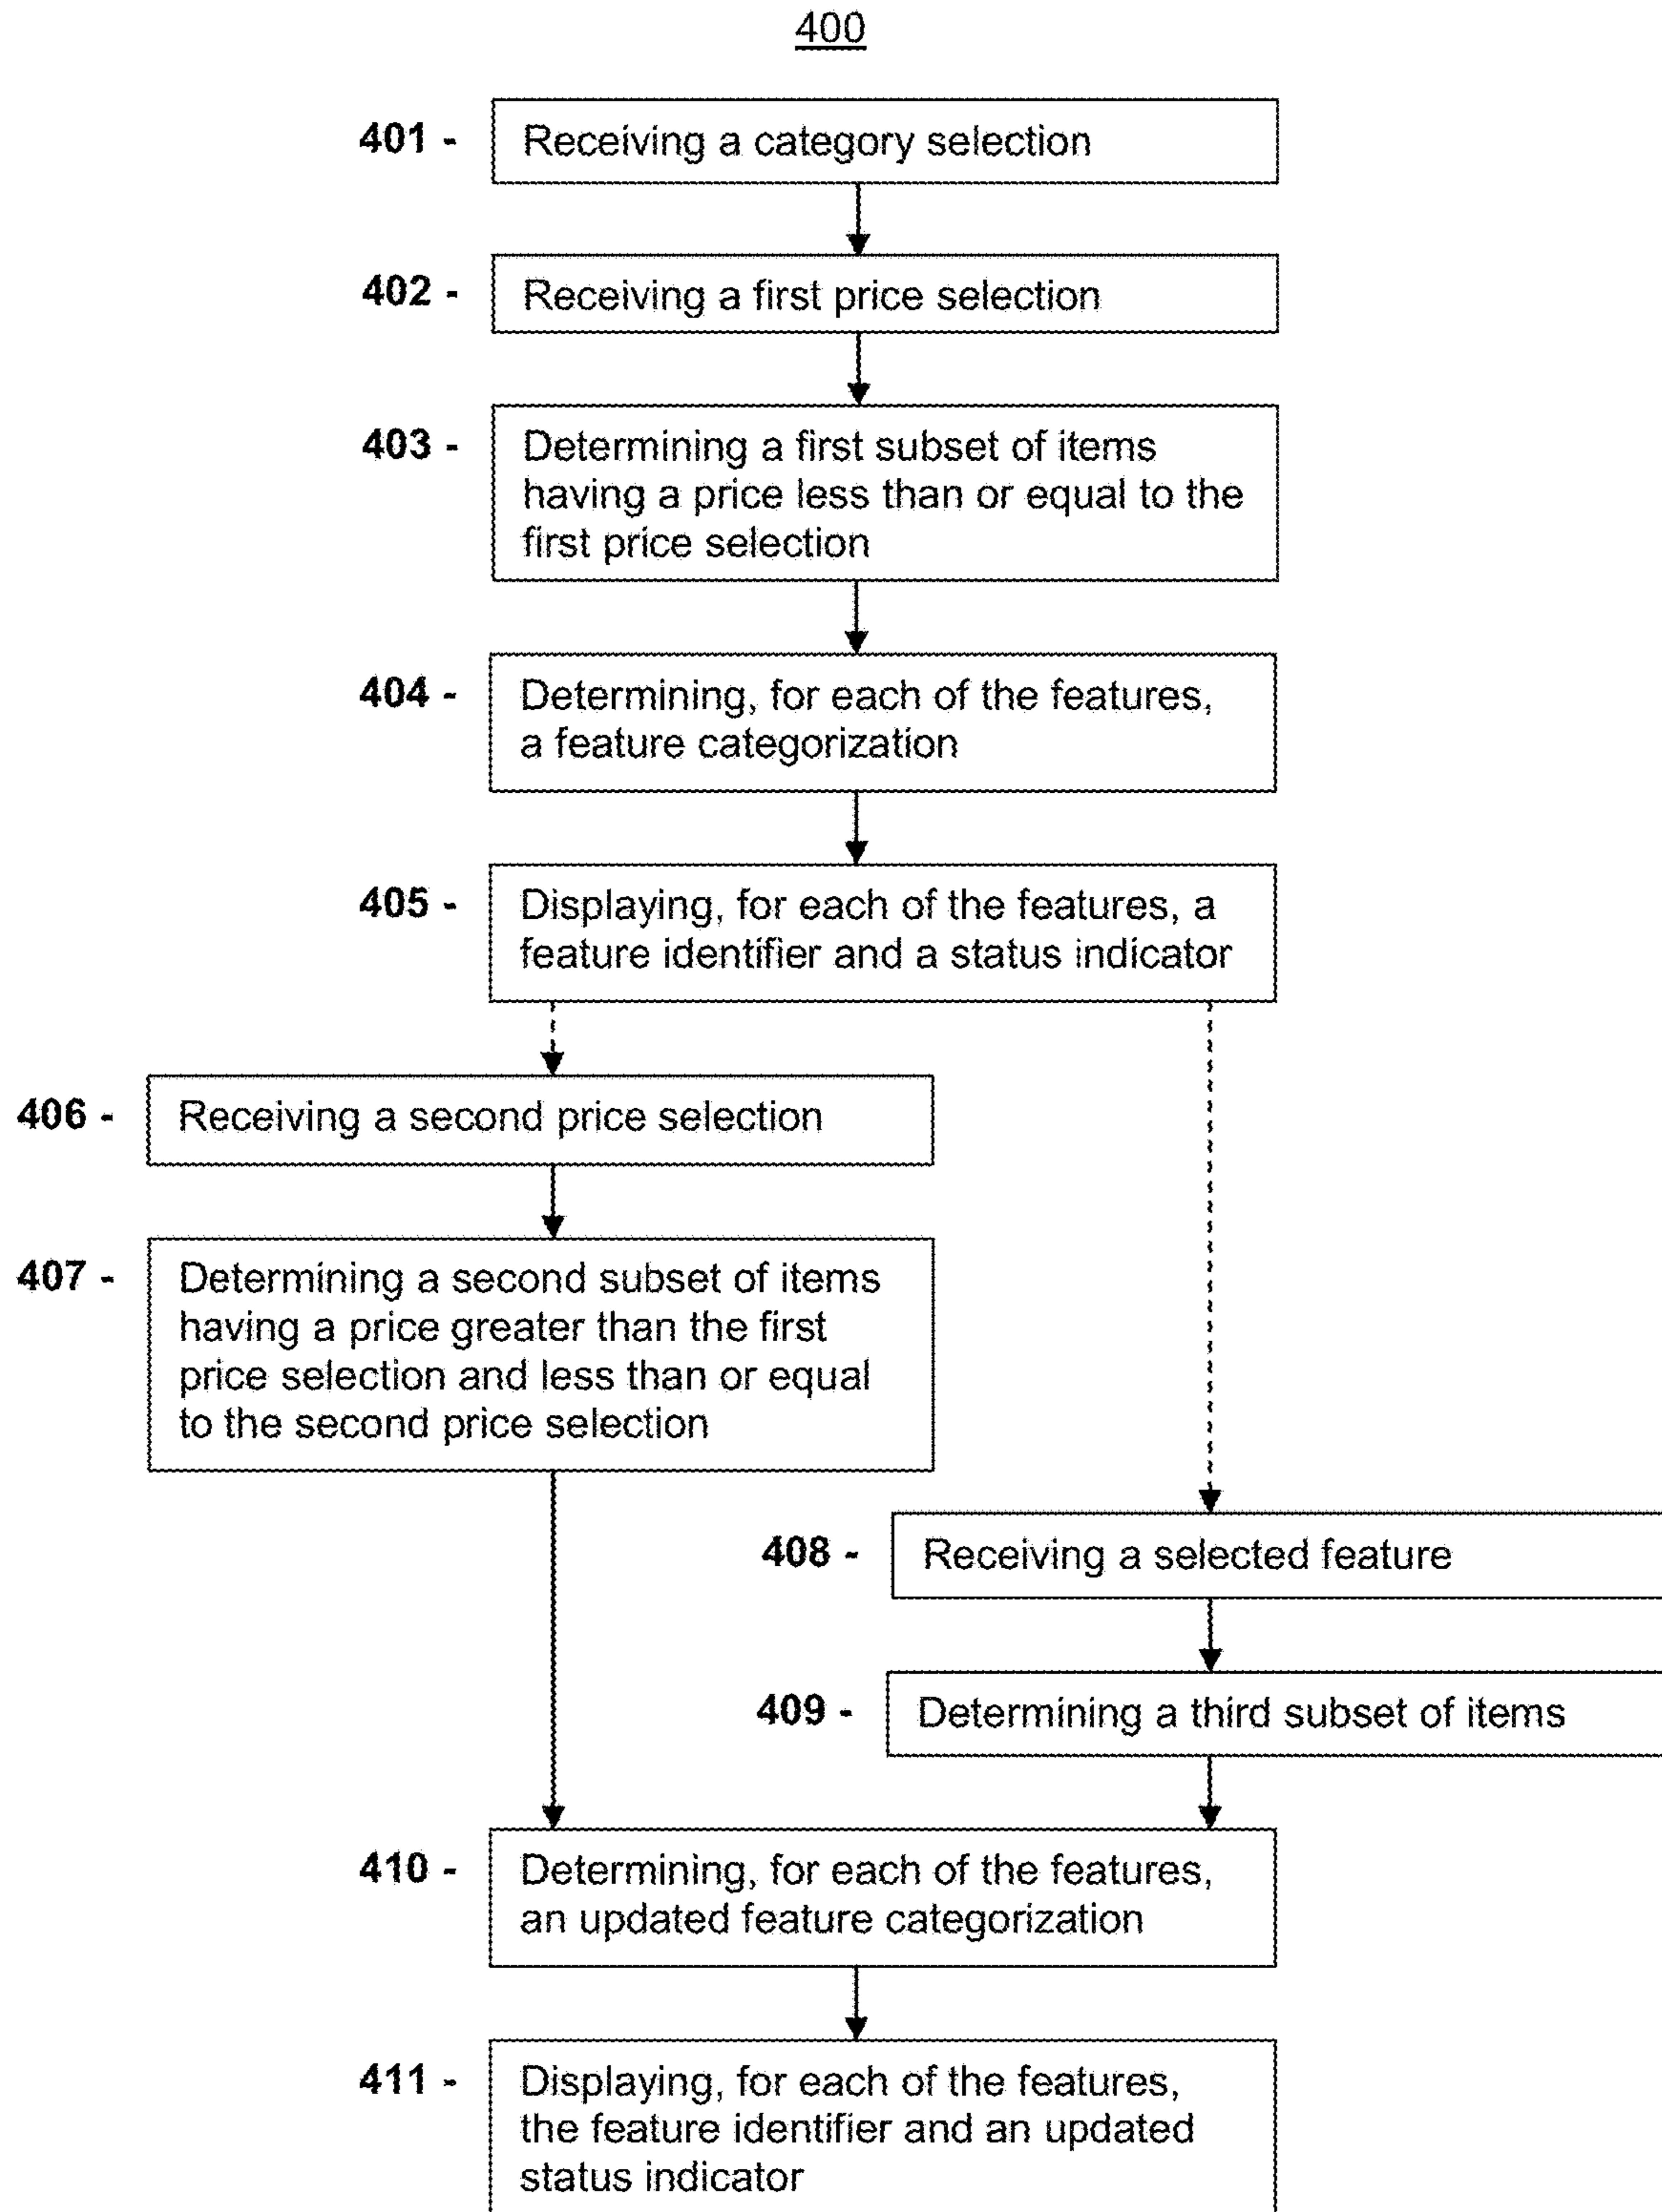 400
401 - Receiving a category selection
402 - Receiving a first price selection
403 - Determining a first subset of items
having a price less than or equal to the
first price selection
404 - Determining, for each of the features,
a feature categorization
405 - Displaying, for each of the features, a
feature identifier and a status indicator
406 - Receiving a second price selection
407 - Determining a second subset of items
having a price greater than the first
price selection and less than or equal
to the second price selection
408 - Receiving a selected feature
409 - Determining a third subset of items
410 - Determining, for each of the features,
an updated feature categorization
411 - Displaying, for each of the features,
the feature identifier and an updated
status indicator